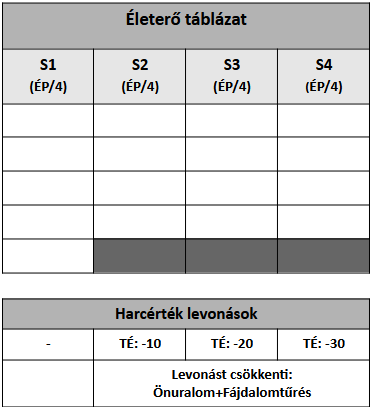 Életerő táblázat
S1 S2 S3 S4
(ÉP/4) (ÉP/4) (ÉP/4) (ÉP/4)
Harcérték levonások
- TÉ: -10 TÉ: -20 TÉ: -30
Levonást csökkenti:
Önuralom+Fájdalomtűrés